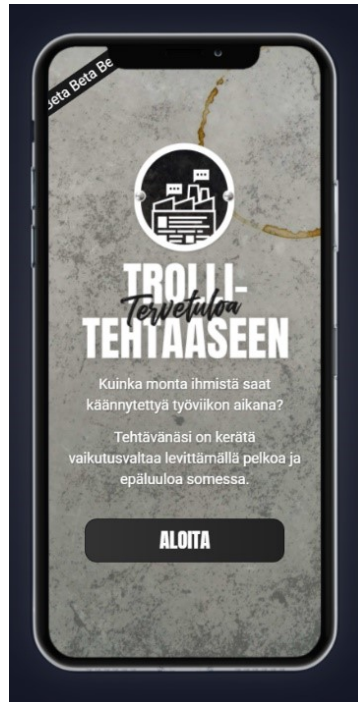 Beta Beta Be
Tervetuloa
TROLLI-
TEHTAASEEN
Kuinka monta ihmistä saat
käännytettyä työviikon aikana?
Tehtävänäsi on kerätä
vaikutusvaltaa levittämällä pelkoa ja
epäluuloa somessa.
ALOITA